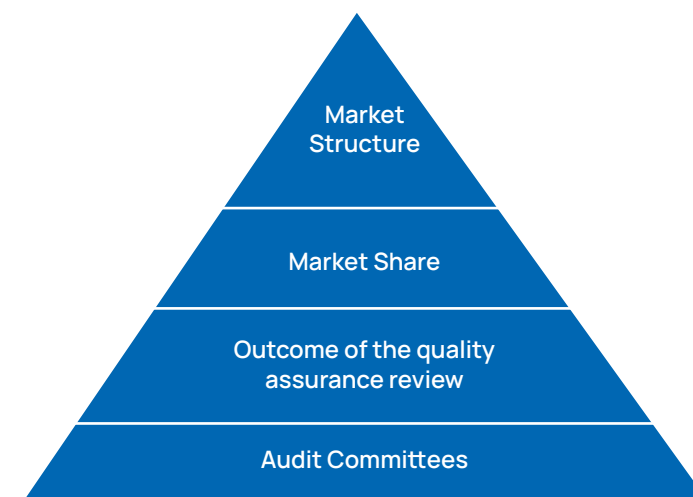 Market
Structure
Market Share
Outcome of the quality
assurance review
Audit Committees